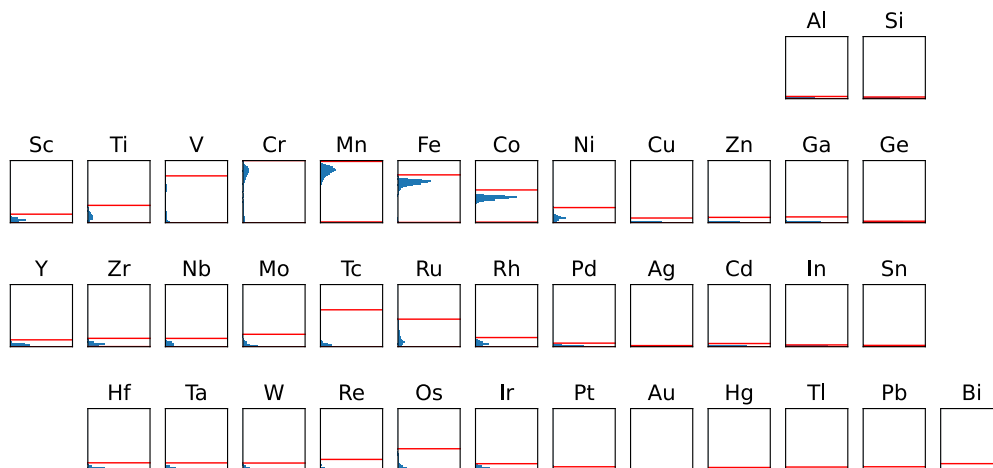 Al Si
Sc Ti V Cr Mn Fe Co Ni Cu Zn Ga Ge
Y Zr Nb Mo Tc Ru Rh Pd Ag Cd In Sn
Hf Ta W Re Os Ir Pt Au Hg Tl Pb Bi